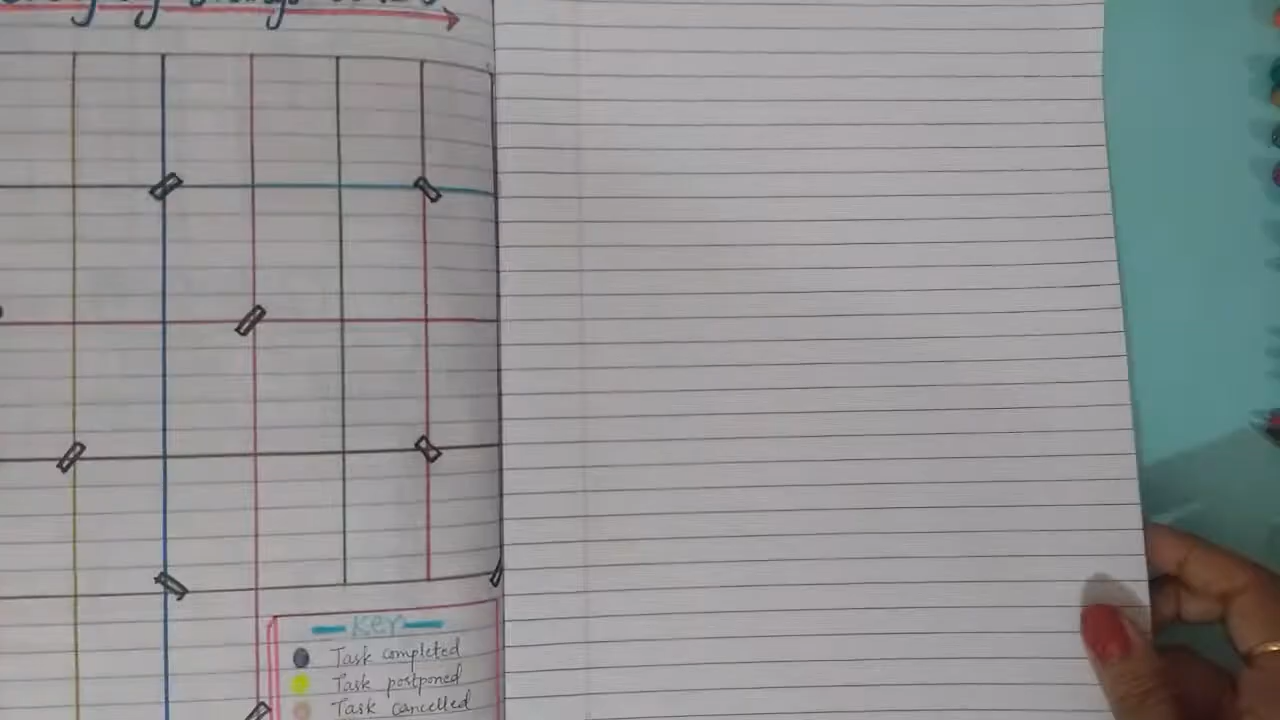 Key
Task completed
Task postponed
Task cancelled